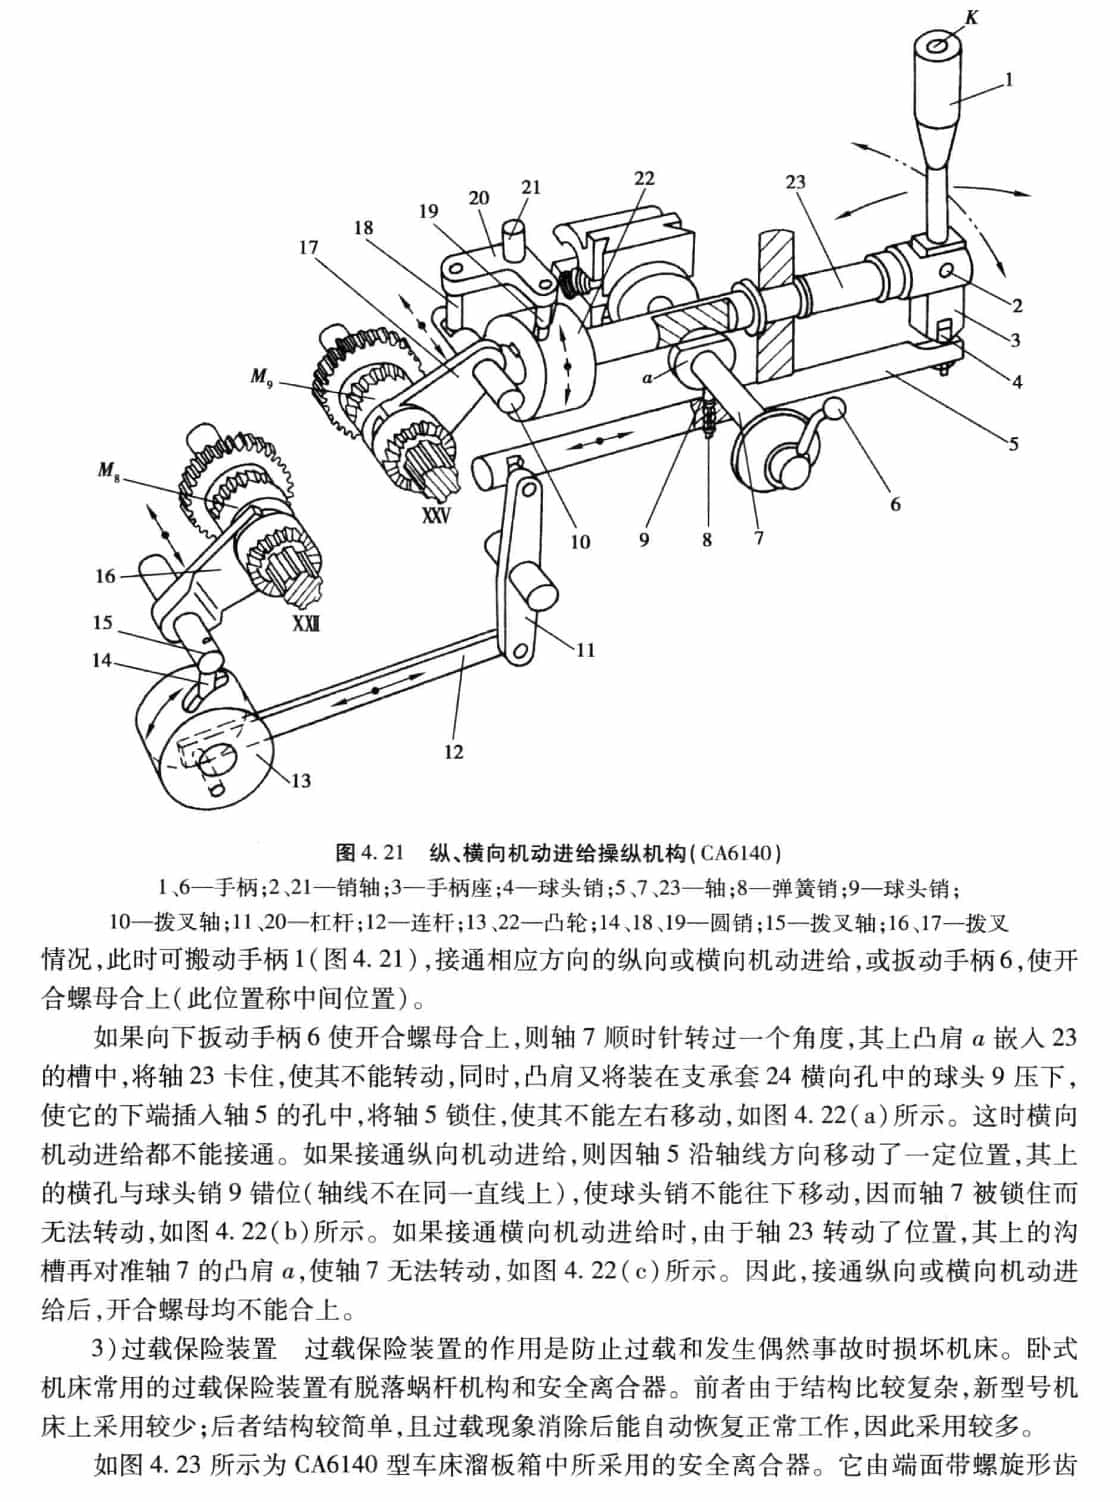 K
1
23
22
21
20
19
18
17
2
3
M₉
a
4
5
M₈
6
XXV
10
9
8
7
16
XXII
15
11
14
12
13
图 4.21 纵、横向机动进给操纵机构(CA6140)
1、6—手柄;2、21—销轴;3—手柄座;4—球头销;5、7、23—轴;8—弹簧销;9—球头销;
10—拨叉轴;11、20—杠杆;12—连杆;13、22—凸轮;14、18、19—圆销;15—拨叉轴;16、17—拨叉
情况,此时可搬动手柄1(图4.21),接通相应方向的纵向或横向机动进给,或扳动手柄6,使开
合螺母合上(此位置称中间位置)。
如果向下扳动手柄6 使开合螺母合上,则轴 7 顺时针转过一个角度,其上凸肩 a 嵌入 23
的槽中,将轴 23 卡住,使其不能转动,同时,凸肩又将装在支承套 24 横向孔中的球头 9 压下,
使它的下端插入轴 5 的孔中,将轴 5 锁住,使其不能左右移动,如图 4.22(a)所示。这时横向
机动进给都不能接通。如果接通纵向机动进给,则因轴 5 沿轴线方向移动了一定位置,其上
的横孔与球头销 9 错位(轴线不在同一直线上),使球头销不能往下移动,因而轴 7 被锁住而
无法转动,如图 4.22(b)所示。如果接通横向机动进给时,由于轴 23 转动了位置,其上的沟
槽再对准轴 7 的凸肩 a,使轴 7 无法转动,如图 4.22(c)所示。因此,接通纵向或横向机动进
给后,开合螺母均不能合上。
3)过载保险装置 过载保险装置的作用是防止过载和发生偶然事故时损坏机床。卧式
机床常用的过载保险装置有脱落蜗杆机构和安全离合器。前者由于结构比较复杂,新型号机
床上采用较少;后者结构较简单,且过载现象消除后能自动恢复正常工作,因此采用较多。
如图 4.23 所示为 CA6140 型车床溜板箱中所采用的安全离合器。它由端面带螺旋形齿